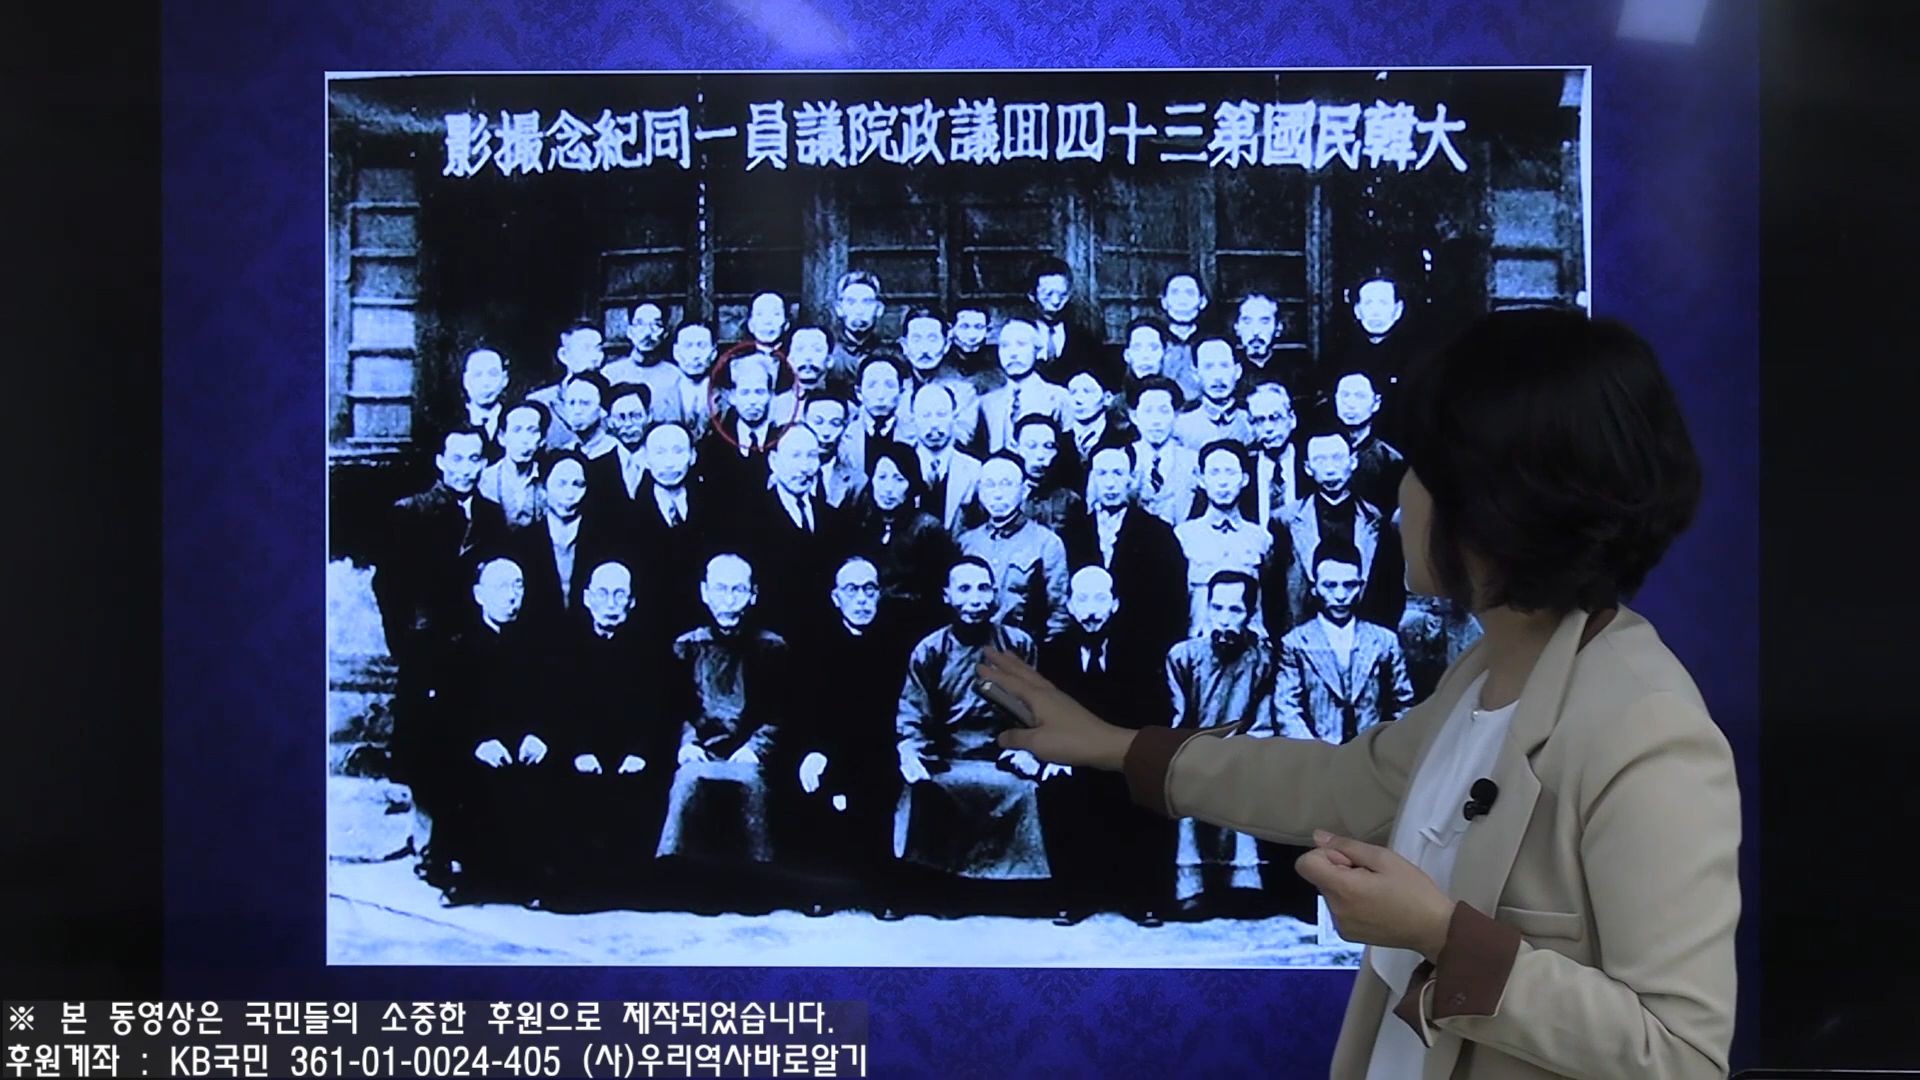 影撮念紀同一員議院政議回四十三第國民韓大
※ 본 동영상은 국민들의 소중한 후원으로 제작되었습니다.
후원계좌 : KB국민 361-01-0024-405 (사)우리역사바로알기